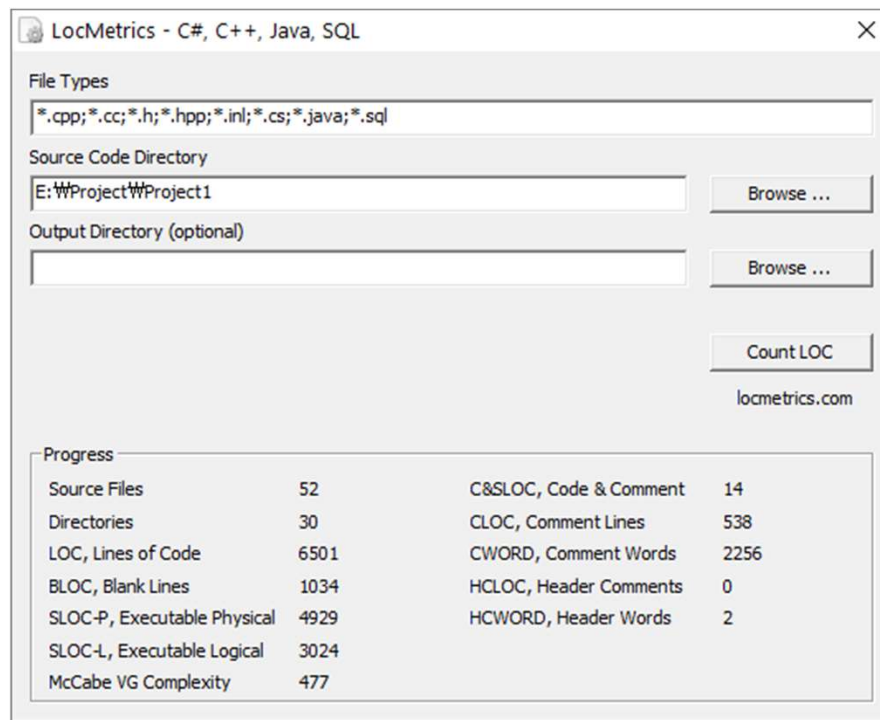 LocMetrics - C#, C++, Java, SQL
File Types
*.cpp;*.cc;*.h;*.hpp;*.inl;*.cs;*.java;*.sql
Source Code Directory
E:₩Project₩Project1
Browse ...
Output Directory (optional)
Browse ...
Count LOC
locmetrics.com
Progress
Source Files 52 C&SLOC, Code & Comment 14
Directories 30 CLOC, Comment Lines 538
LOC, Lines of Code 6501 CWORD, Comment Words 2256
BLOC, Blank Lines 1034 HCLOC, Header Comments 0
SLOC-P, Executable Physical 4929 HCWORD, Header Words 2
SLOC-L, Executable Logical 3024
McCabe VG Complexity 477